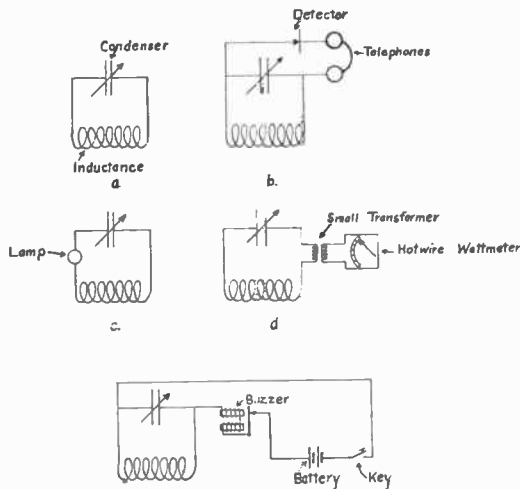 Detector
Condenser
Telephones
Inductance
a
b.
Small Transformer
Lamp
Hotwire Wattmeter
c.
d
Buzzer
Battery
Key